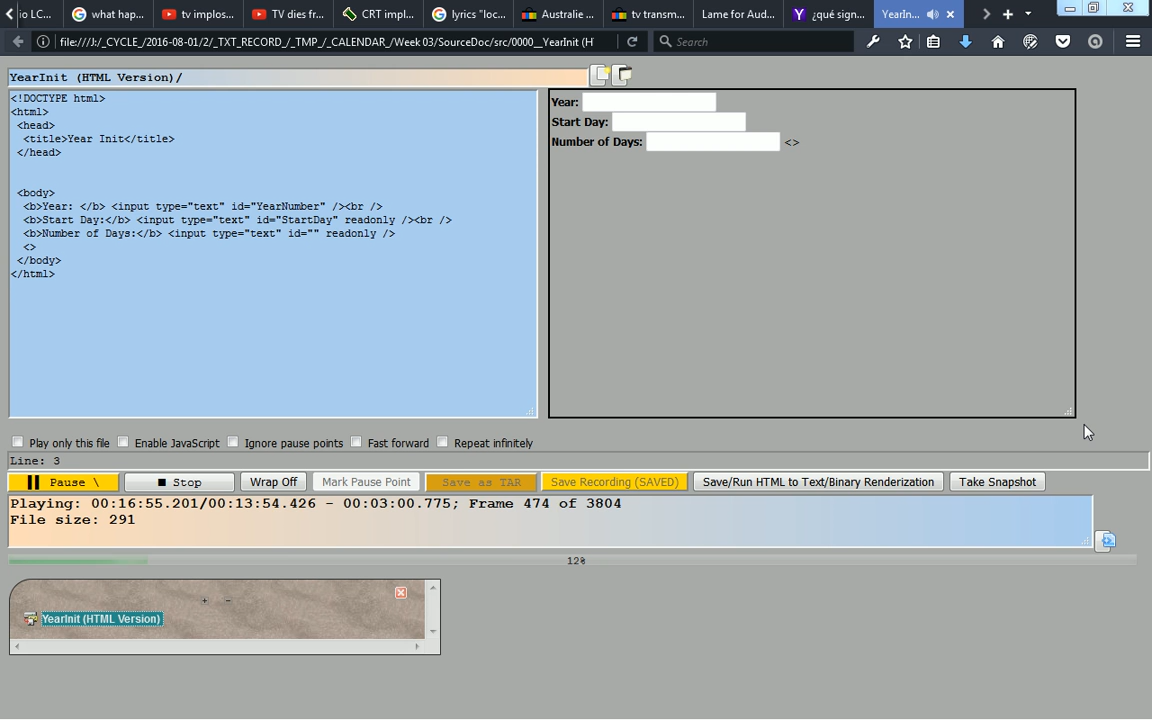 io LC...
what hap...
tv implos...
TV dies fr...
CRT impl...
lyrics "loc...
Australie ...
tv transm...
Lame for Aud...
¿qué sign...
YearIn...
file:///J:/_CYCLE_/2016-08-01/2/_TXT_RECORD_/_TMP_/_CALENDAR_/Week 03/SourceDoc/src/0000__YearInit (H
Search
YearInit (HTML Version)/
<!DOCTYPE html>
<html>
<head>
<title>Year Init</title>
</head>
<body>
<b>Year: </b> <input type="text" id="YearNumber" /><br />
<b>Start Day:</b> <input type="text" id="StartDay" readonly /><br />
<b>Number of Days:</b> <input type="text" id="" readonly />
<>
</body>
</html>
Year:
Start Day:
Number of Days: <>
Play only this file Enable JavaScript Ignore pause points Fast forward Repeat infinitely
Line: 3
Pause \ Stop Wrap Off Mark Pause Point Save as TAR Save Recording (SAVED) Save/Run HTML to Text/Binary Renderization Take Snapshot
Playing: 00:16:55.201/00:13:54.426 - 00:03:00.775; Frame 474 of 3804
File size: 291
12%
+ -
YearInit (HTML Version)